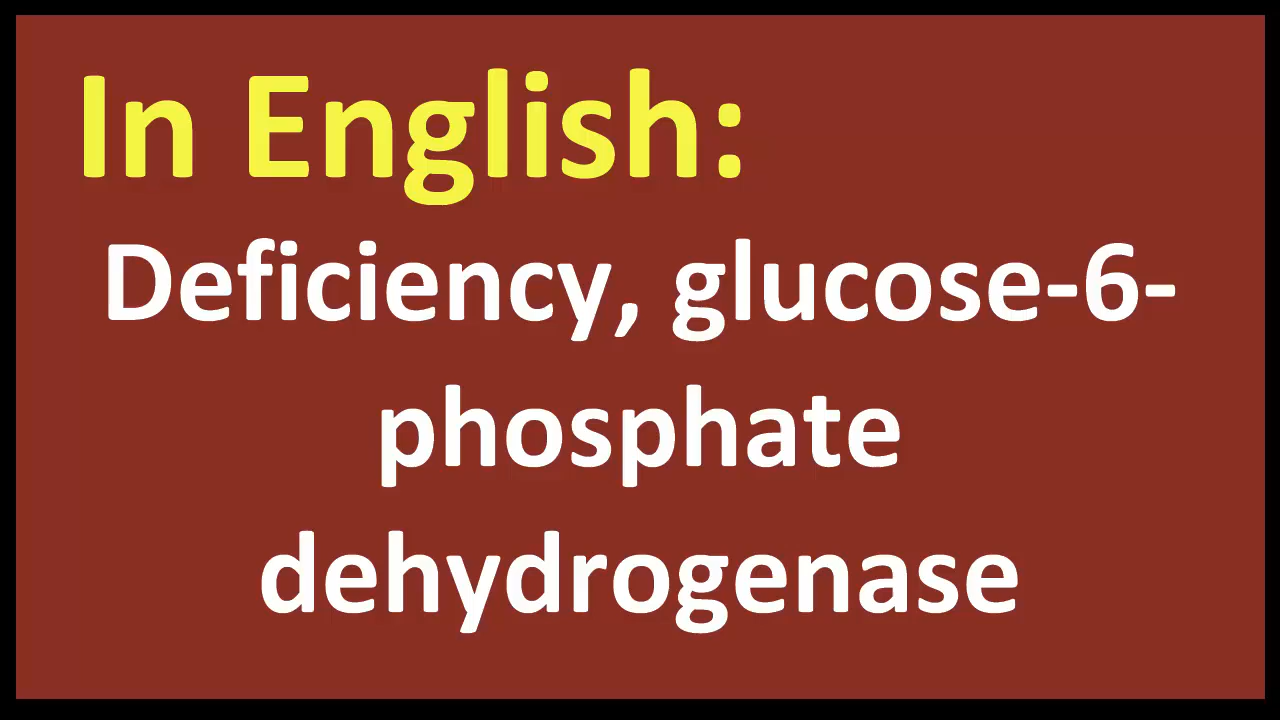 In English:
Deficiency, glucose-6-
phosphate
dehydrogenase